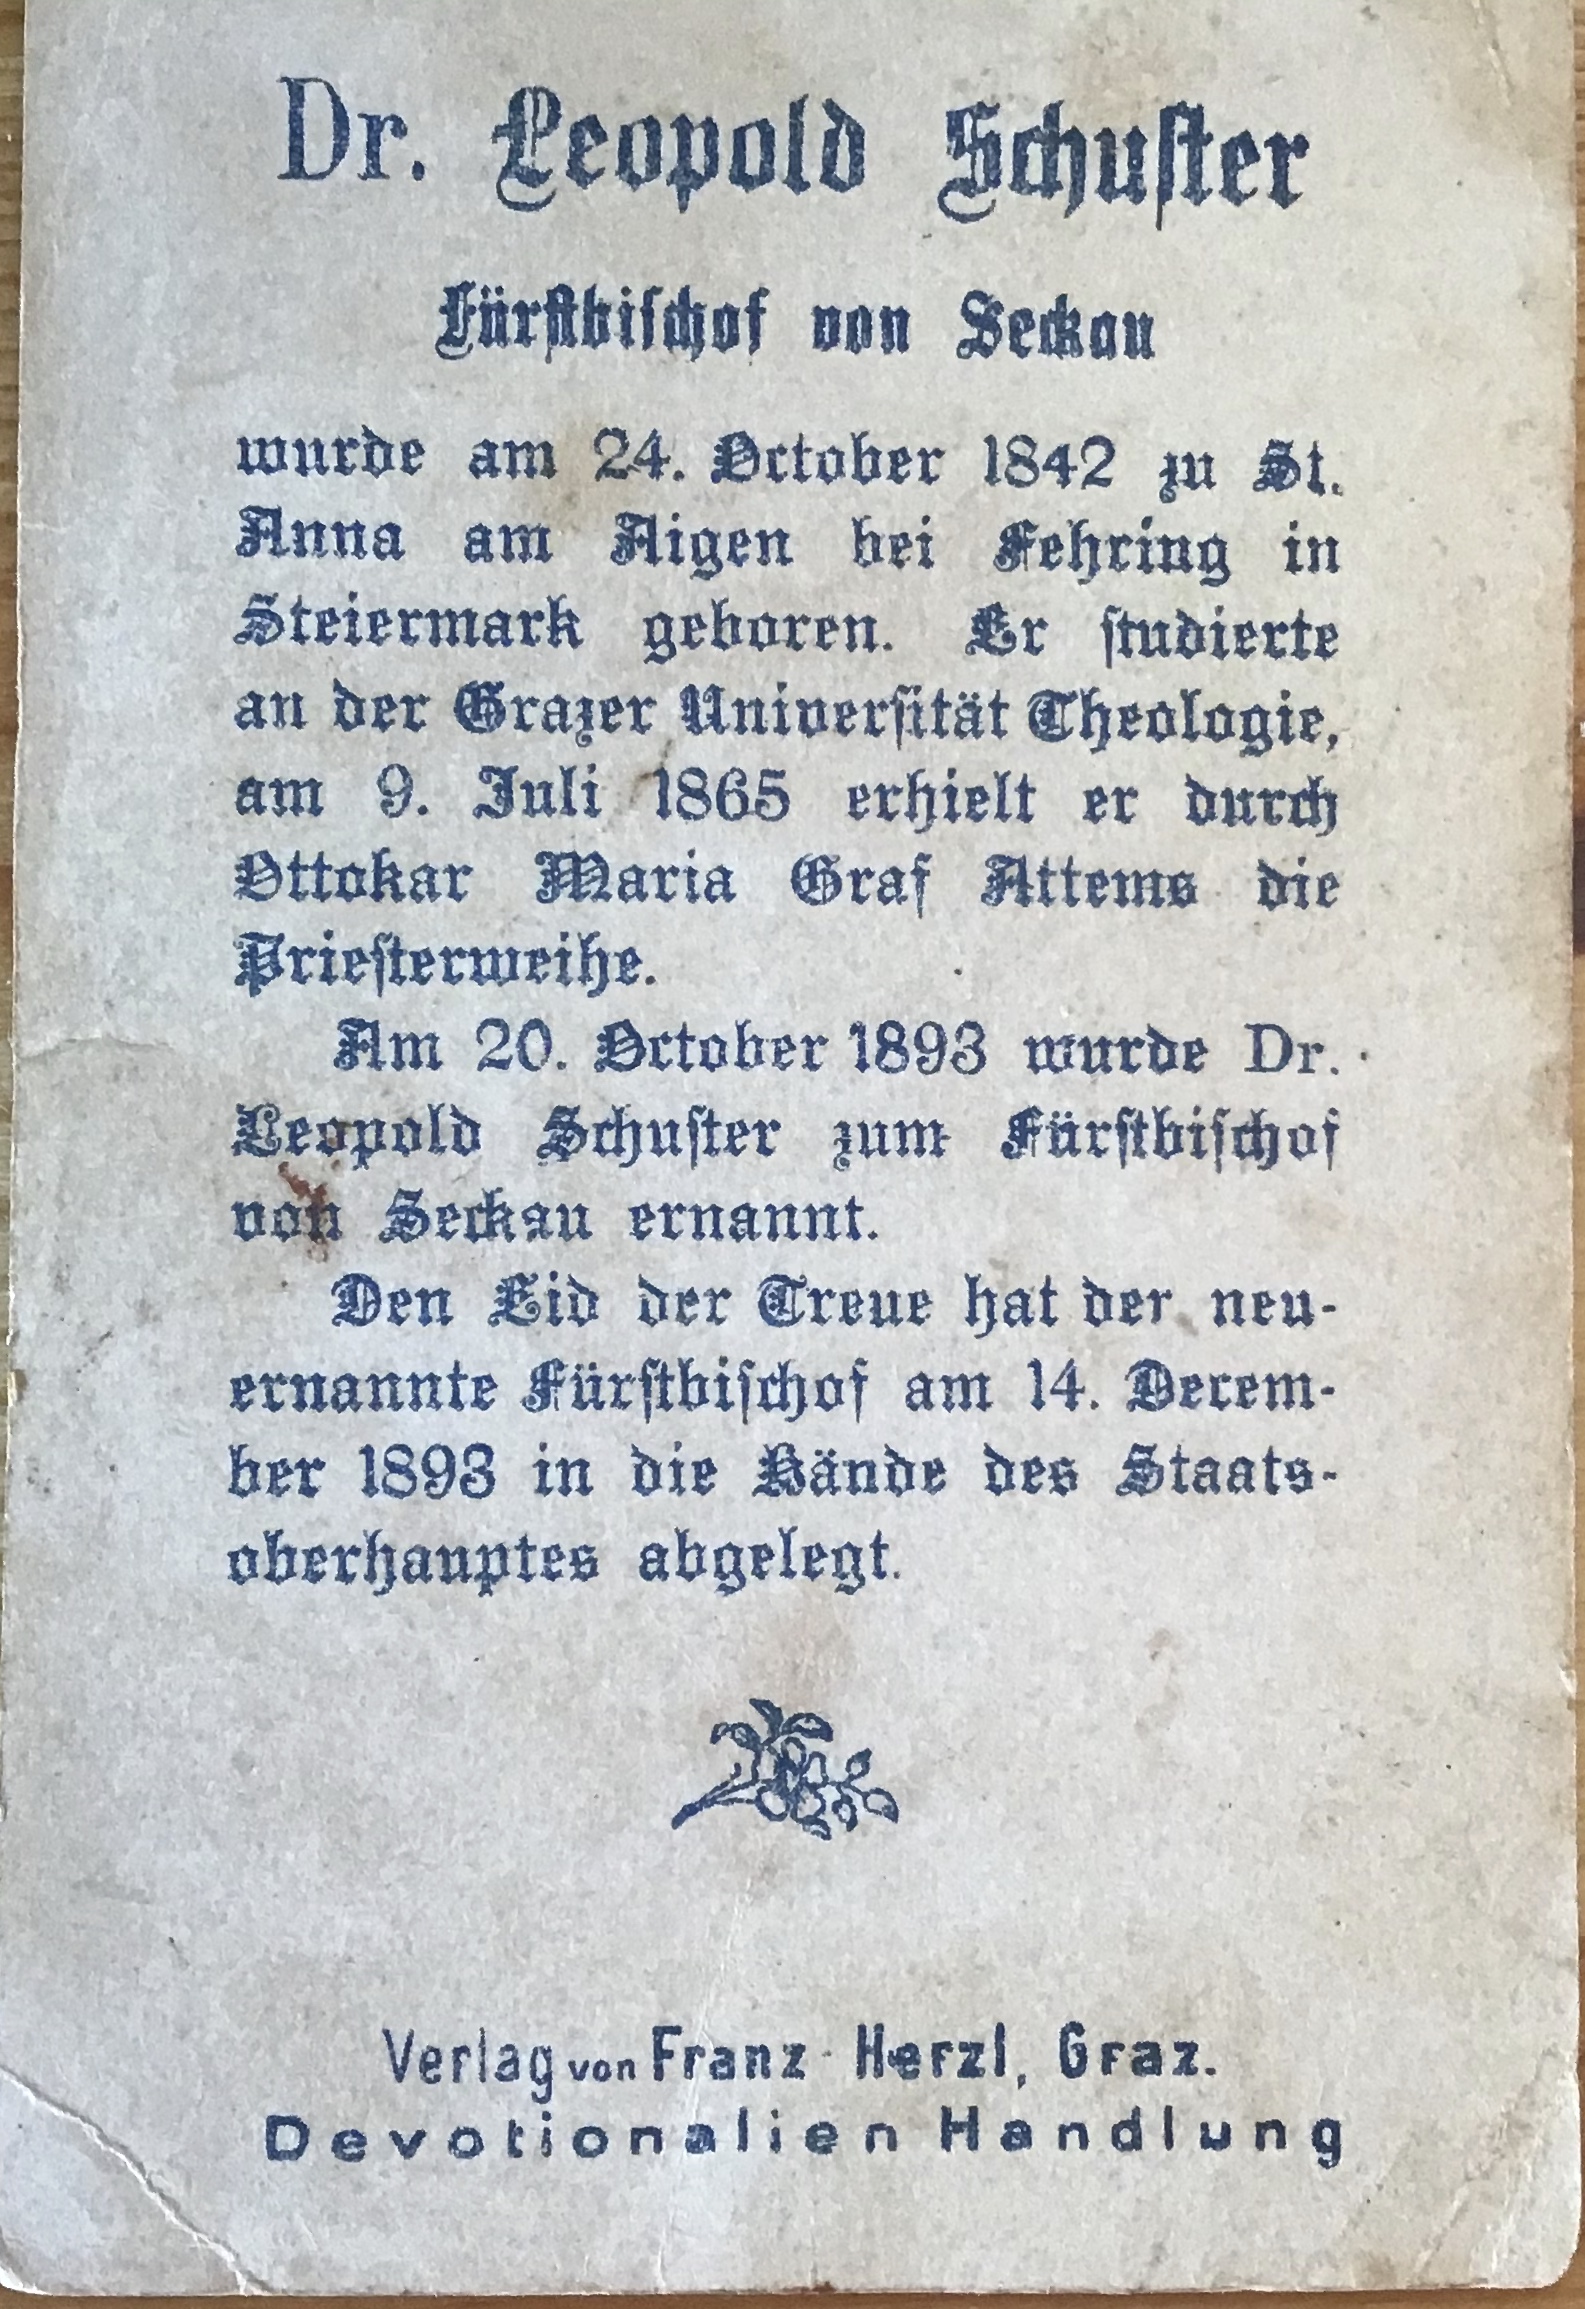 Dr. Leopold Schuster
Fürstbischof von Seckau
wurde am 24. October 1842 zu St.
Anna am Aigen bei Fehring in
Steiermark geboren. Er studierte
an der Grazer Universität Theologie,
am 9. Juli 1865 erhielt er durch
Ottokar Maria Graf Attems die
Priesterweihe.
Am 20. October 1893 wurde Dr.
Leopold Schuster zum Fürstbischof
von Seckau ernannt.
Den Eid der Treue hat der neu-
ernannte Fürstbischof am 14. Decem-
ber 1893 in die Hände des Staats-
oberhauptes abgelegt.
Verlag von Franz Herzl, Graz.
Devotionalien Handlung